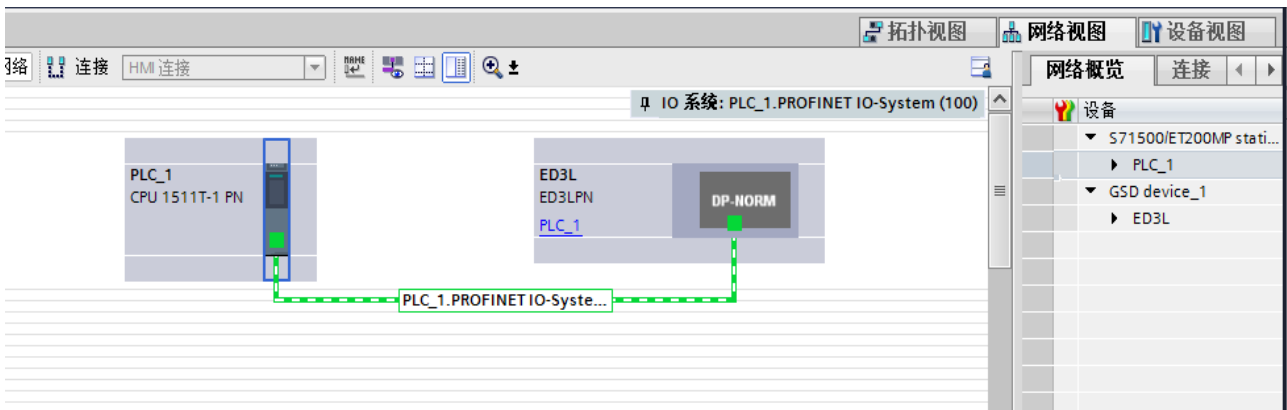 拓扑视图 网络视图 设备视图
网络 连接 HMI 连接 NAME 网络概览 连接
IO 系统: PLC_1.PROFINET IO-System (100)
设备
S71500/ET200MP stati...
PLC_1
GSD device_1
ED3L
PLC_1
CPU 1511T-1 PN
ED3L
ED3LPN
PLC_1
DP-NORM
PLC_1.PROFINET IO-Syste...